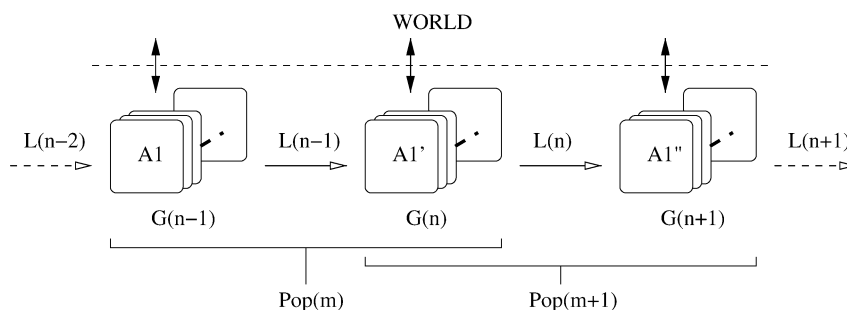 WORLD
L(n−2)
A1
L(n−1)
A1'
L(n)
A1"
L(n+1)
G(n−1)
G(n)
G(n+1)
Pop(m)
Pop(m+1)